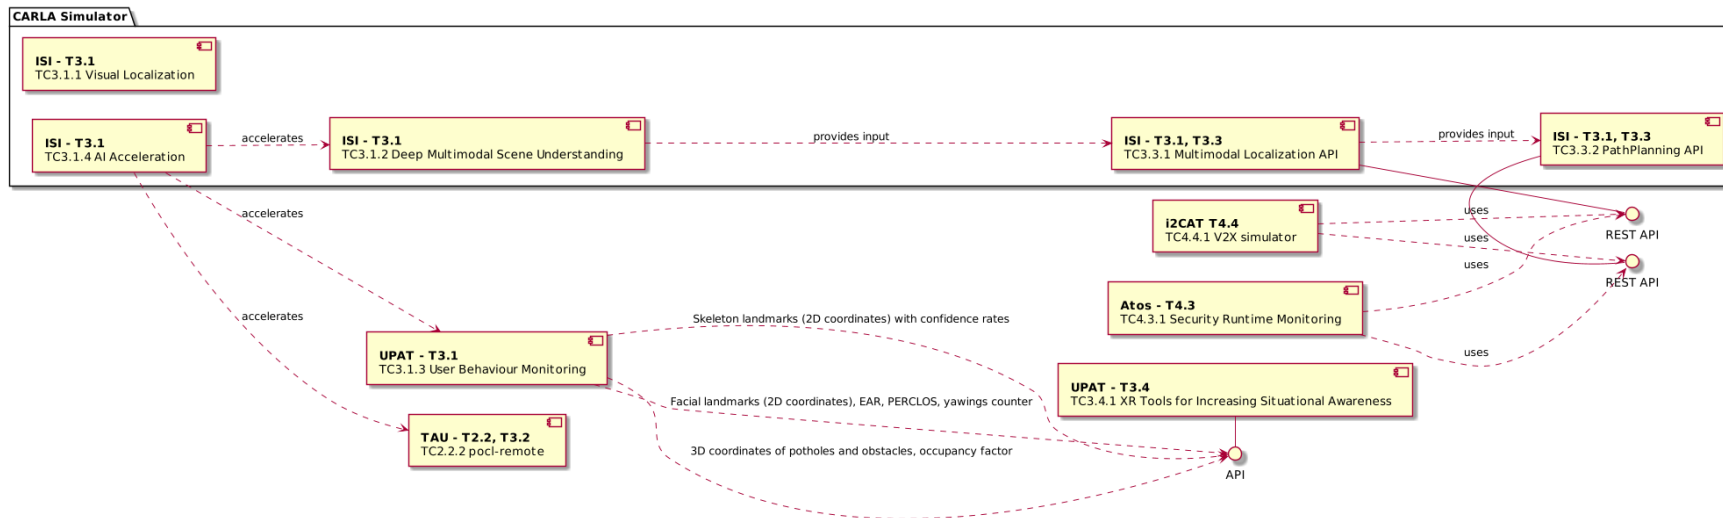 CARLA Simulator
ISI - T3.1
TC3.1.1 Visual Localization
ISI - T3.1
TC3.1.4 AI Acceleration
accelerates
ISI - T3.1
TC3.1.2 Deep Multimodal Scene Understanding
provides input
ISI - T3.1, T3.3
TC3.3.1 Multimodal Localization API
provides input
ISI - T3.1, T3.3
TC3.3.2 PathPlanning API
accelerates
i2CAT T4.4
TC4.4.1 V2X simulator
uses
REST API
uses
uses
REST API
Atos - T4.3
TC4.3.1 Security Runtime Monitoring
accelerates
Skeleton landmarks (2D coordinates) with confidence rates
uses
UPAT - T3.1
TC3.1.3 User Behaviour Monitoring
UPAT - T3.4
TC3.4.1 XR Tools for Increasing Situational Awareness
Facial landmarks (2D coordinates), EAR, PERCLOS, yawings counter
TAU - T2.2, T3.2
TC2.2.2 pocl-remote
3D coordinates of potholes and obstacles, occupancy factor
API